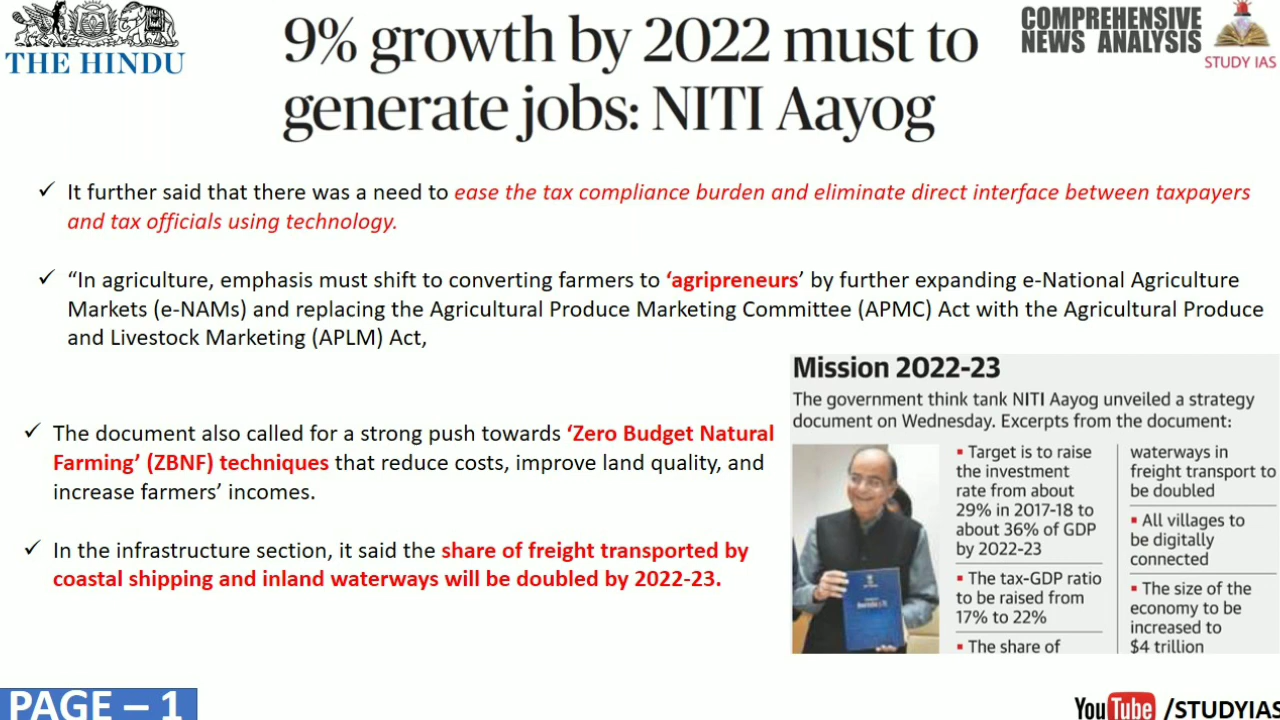 THE HINDU
9% growth by 2022 must to
generate jobs: NITI Aayog
COMPREHENSIVE
NEWS ANALYSIS
STUDY IAS
✓ It further said that there was a need to ease the tax compliance burden and eliminate direct interface between taxpayers
and tax officials using technology.
✓ “In agriculture, emphasis must shift to converting farmers to ‘agripreneurs’ by further expanding e-National Agriculture
Markets (e-NAMs) and replacing the Agricultural Produce Marketing Committee (APMC) Act with the Agricultural Produce
and Livestock Marketing (APLM) Act,
✓ The document also called for a strong push towards ‘Zero Budget Natural
Farming’ (ZBNF) techniques that reduce costs, improve land quality, and
increase farmers’ incomes.
✓ In the infrastructure section, it said the share of freight transported by
coastal shipping and inland waterways will be doubled by 2022-23.
Mission 2022-23
The government think tank NITI Aayog unveiled a strategy
document on Wednesday. Excerpts from the document:
▪ Target is to raise
the investment
rate from about
29% in 2017-18 to
about 36% of GDP
by 2022-23
▪ The tax-GDP ratio
to be raised from
17% to 22%
▪ The share of
waterways in
freight transport to
be doubled
▪ All villages to
be digitally
connected
▪ The size of the
economy to be
increased to
$4 trillion
PAGE – 1
YouTube /STUDYIAS